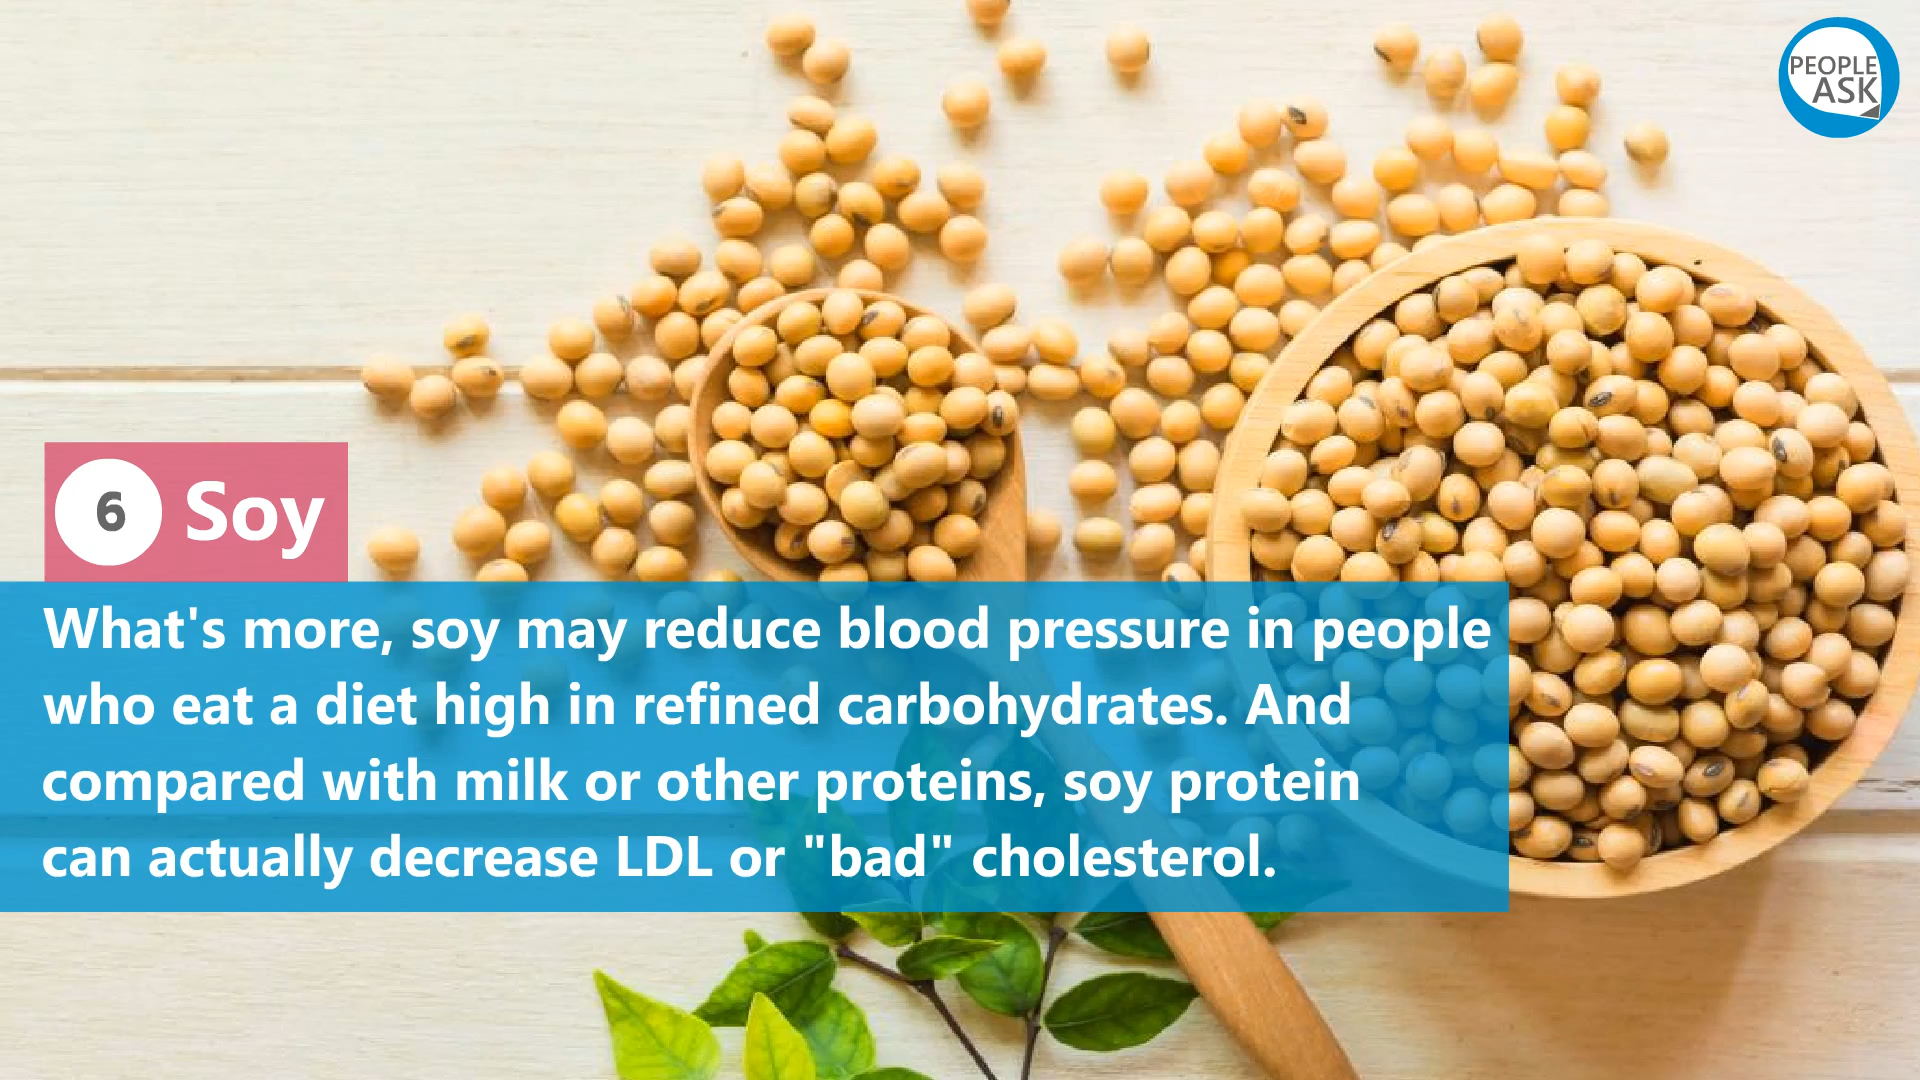 PEOPLE
ASK
6 Soy
What's more, soy may reduce blood pressure in people
who eat a diet high in refined carbohydrates. And
compared with milk or other proteins, soy protein
can actually decrease LDL or "bad" cholesterol.